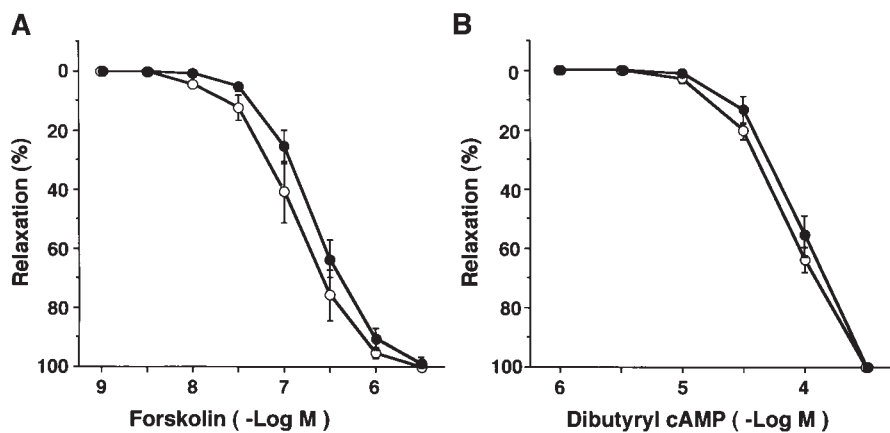 A
0
20
40
60
80
100
Relaxation (%)
9 8 7 6
Forskolin ( -Log M )
B
0
20
40
60
80
100
Relaxation (%)
6 5 4
Dibutyryl cAMP ( -Log M )